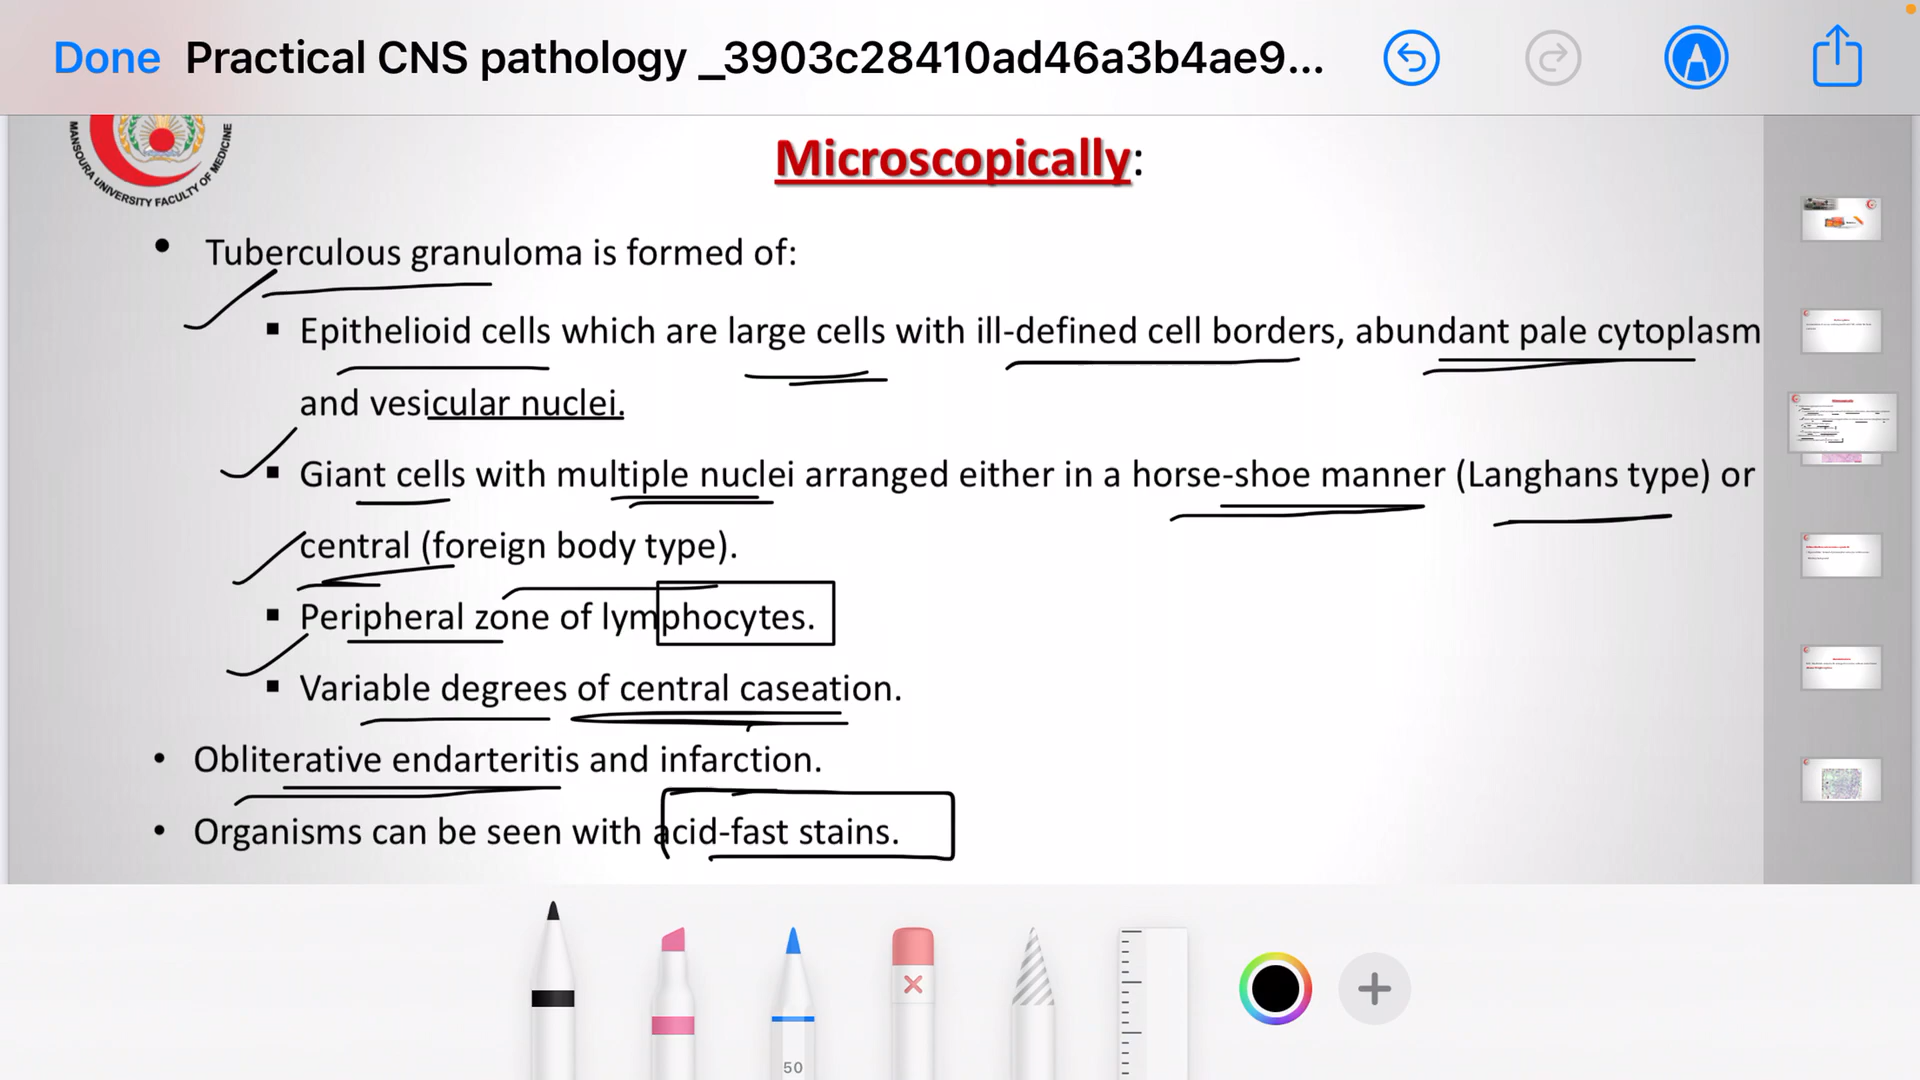 Done Practical CNS pathology _3903c28410ad46a3b4ae9...
MANSOURA UNIVERSITY FACULTY OF MEDICINE
Microscopically:
• Tuberculous granuloma is formed of:
▪ Epithelioid cells which are large cells with ill-defined cell borders, abundant pale cytoplasm
and vesicular nuclei.
▪ Giant cells with multiple nuclei arranged either in a horse-shoe manner (Langhans type) or
central (foreign body type).
▪ Peripheral zone of lymphocytes.
▪ Variable degrees of central caseation.
• Obliterative endarteritis and infarction.
• Organisms can be seen with acid-fast stains.
50